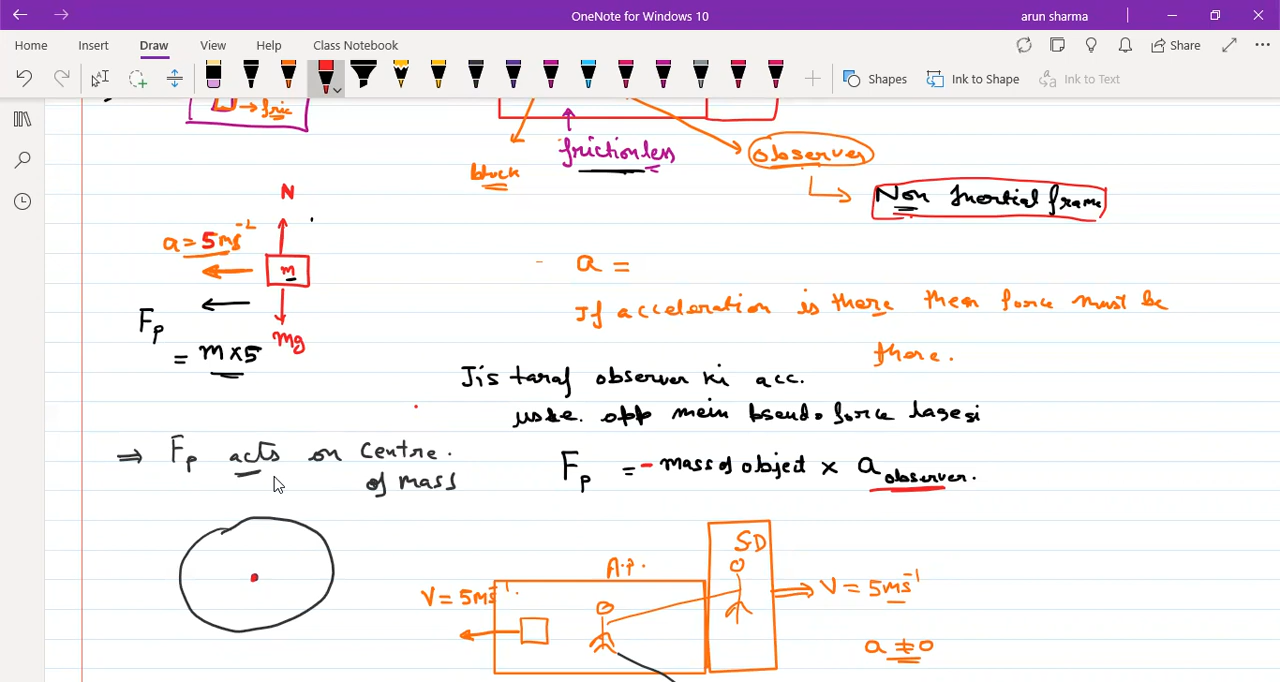 OneNote for Windows 10
arun sharma
Home Insert Draw View Help Class Notebook
Share
Shapes
Ink to Shape
Ink to Text
→ fric
block
frictionless
observer
Non Inertial frame
N
a = 5ms⁻¹
m
Fp
= m×5
mg
a =
If acceleration is there then force must be
there.
Jis taraf observer ki acc.
uske. opp mein pseudo force lagegi
⇒ Fp acts on centre.
of mass
Fp = - mass of object × a observer.
A.P.
SD
V = 5ms⁻¹.
⇒ V = 5ms⁻¹
a ≠ 0